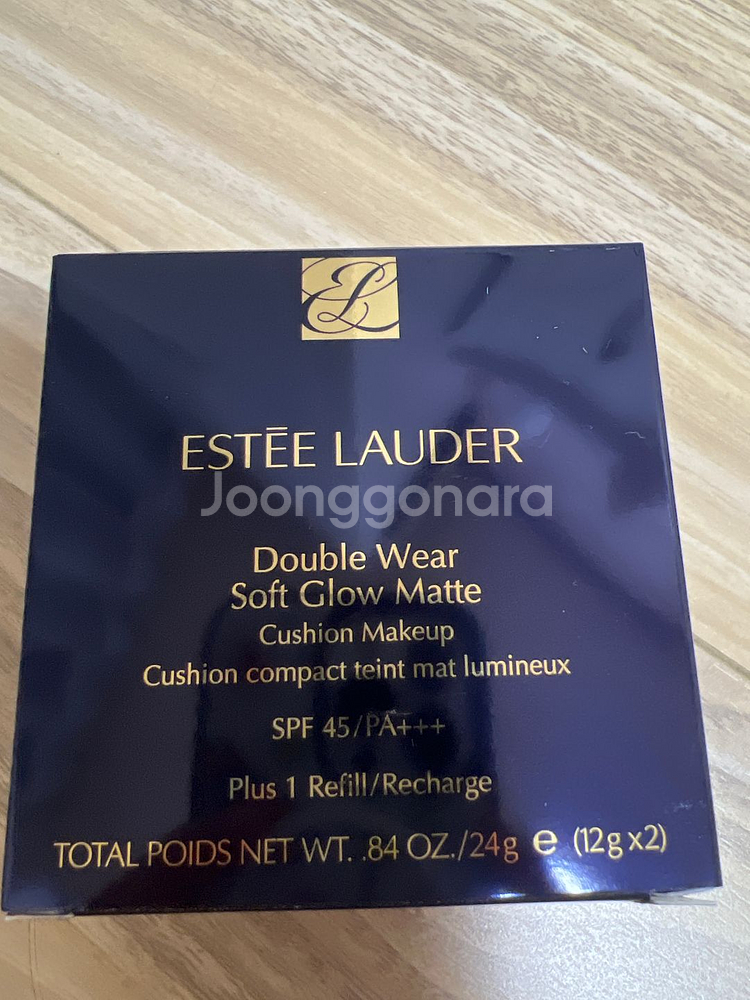 EL
ESTĒE LAUDER
Joonggonara
Double Wear
Soft Glow Matte
Cushion Makeup
Cushion compact teint mat lumineux
SPF 45/PA+++
Plus 1 Refill/Recharge
TOTAL POIDS NET WT. .84 OZ./24g e (12g x2)